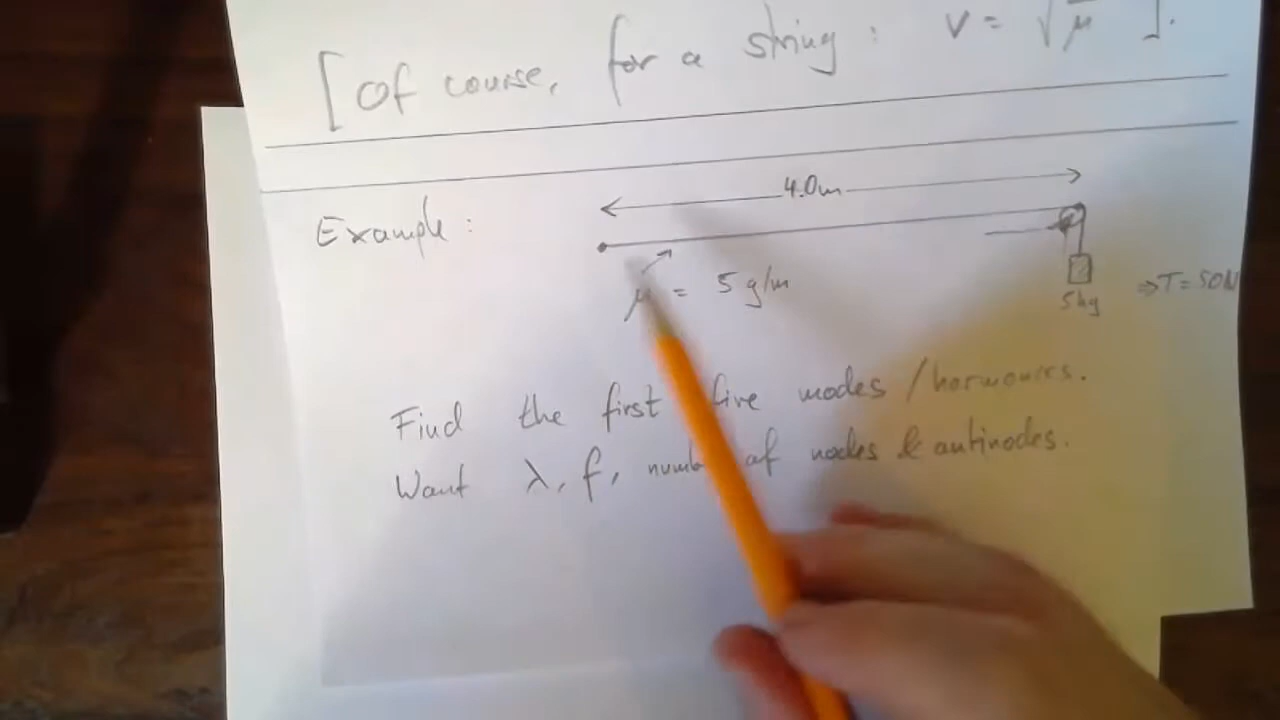 [ Of course, for a string : v = √ μ ].
Example :
4.0m
μ = 5 g/m
5kg
⇒T=50N
Find the first five modes / harmonics.
Want λ, f, numb of nodes & antinodes.